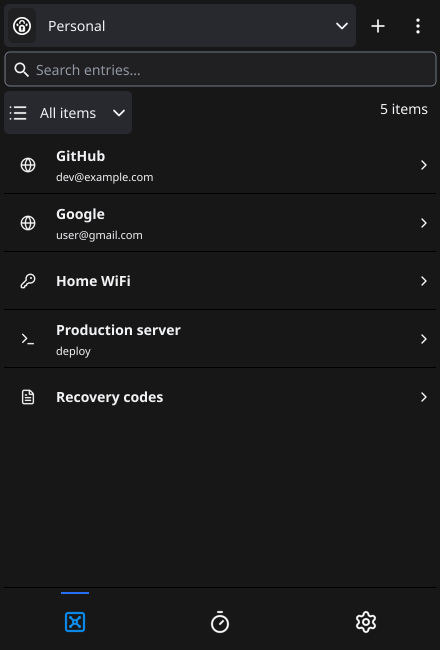 Personal
Search entries...
All items
5 items
GitHub
dev@example.com
Google
user@gmail.com
Home WiFi
Production server
deploy
Recovery codes